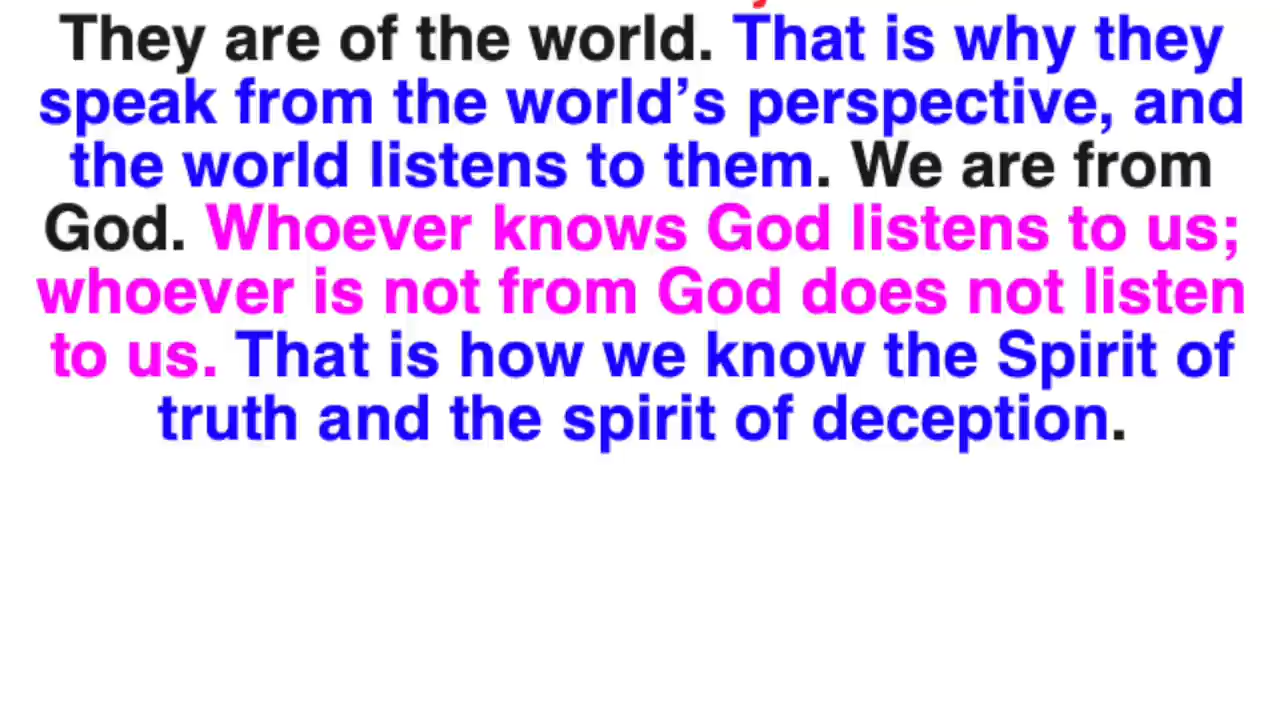 They are of the world. That is why they
speak from the world’s perspective, and
the world listens to them. We are from
God. Whoever knows God listens to us;
whoever is not from God does not listen
to us. That is how we know the Spirit of
truth and the spirit of deception.